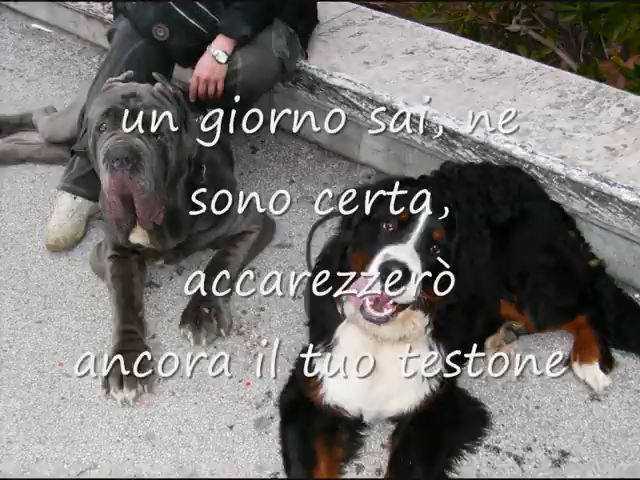 un giorno sai, ne
sono certa,
accarezzerò
ancora il tuo testone